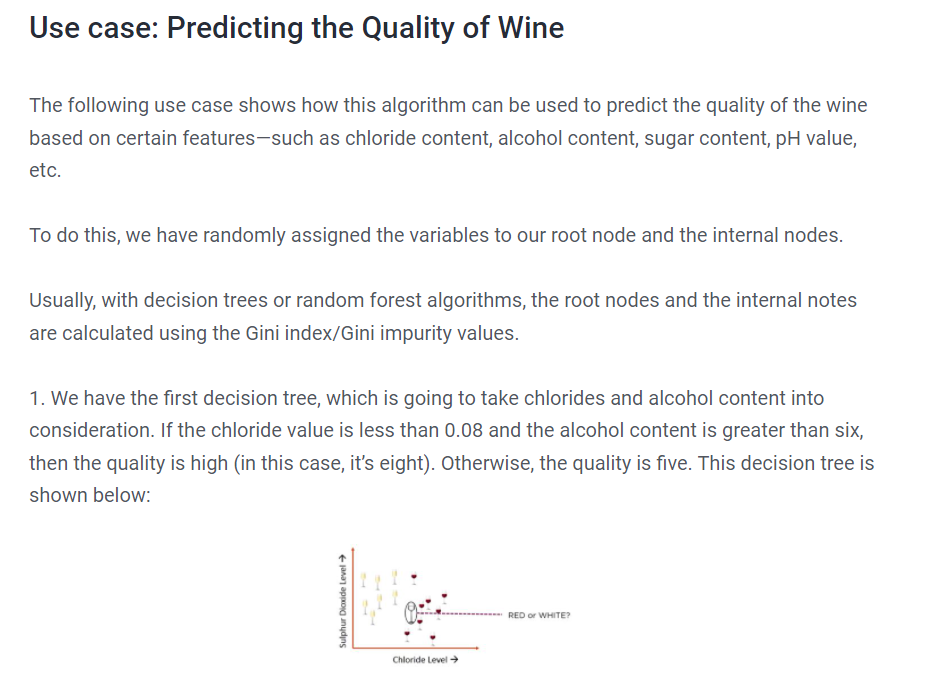 Use case: Predicting the Quality of Wine
The following use case shows how this algorithm can be used to predict the quality of the wine
based on certain features—such as chloride content, alcohol content, sugar content, pH value,
etc.
To do this, we have randomly assigned the variables to our root node and the internal nodes.
Usually, with decision trees or random forest algorithms, the root nodes and the internal notes
are calculated using the Gini index/Gini impurity values.
1. We have the first decision tree, which is going to take chlorides and alcohol content into
consideration. If the chloride value is less than 0.08 and the alcohol content is greater than six,
then the quality is high (in this case, it’s eight). Otherwise, the quality is five. This decision tree is
shown below:
Sulphur Dioxide Level →
RED or WHITE?
Chloride Level →